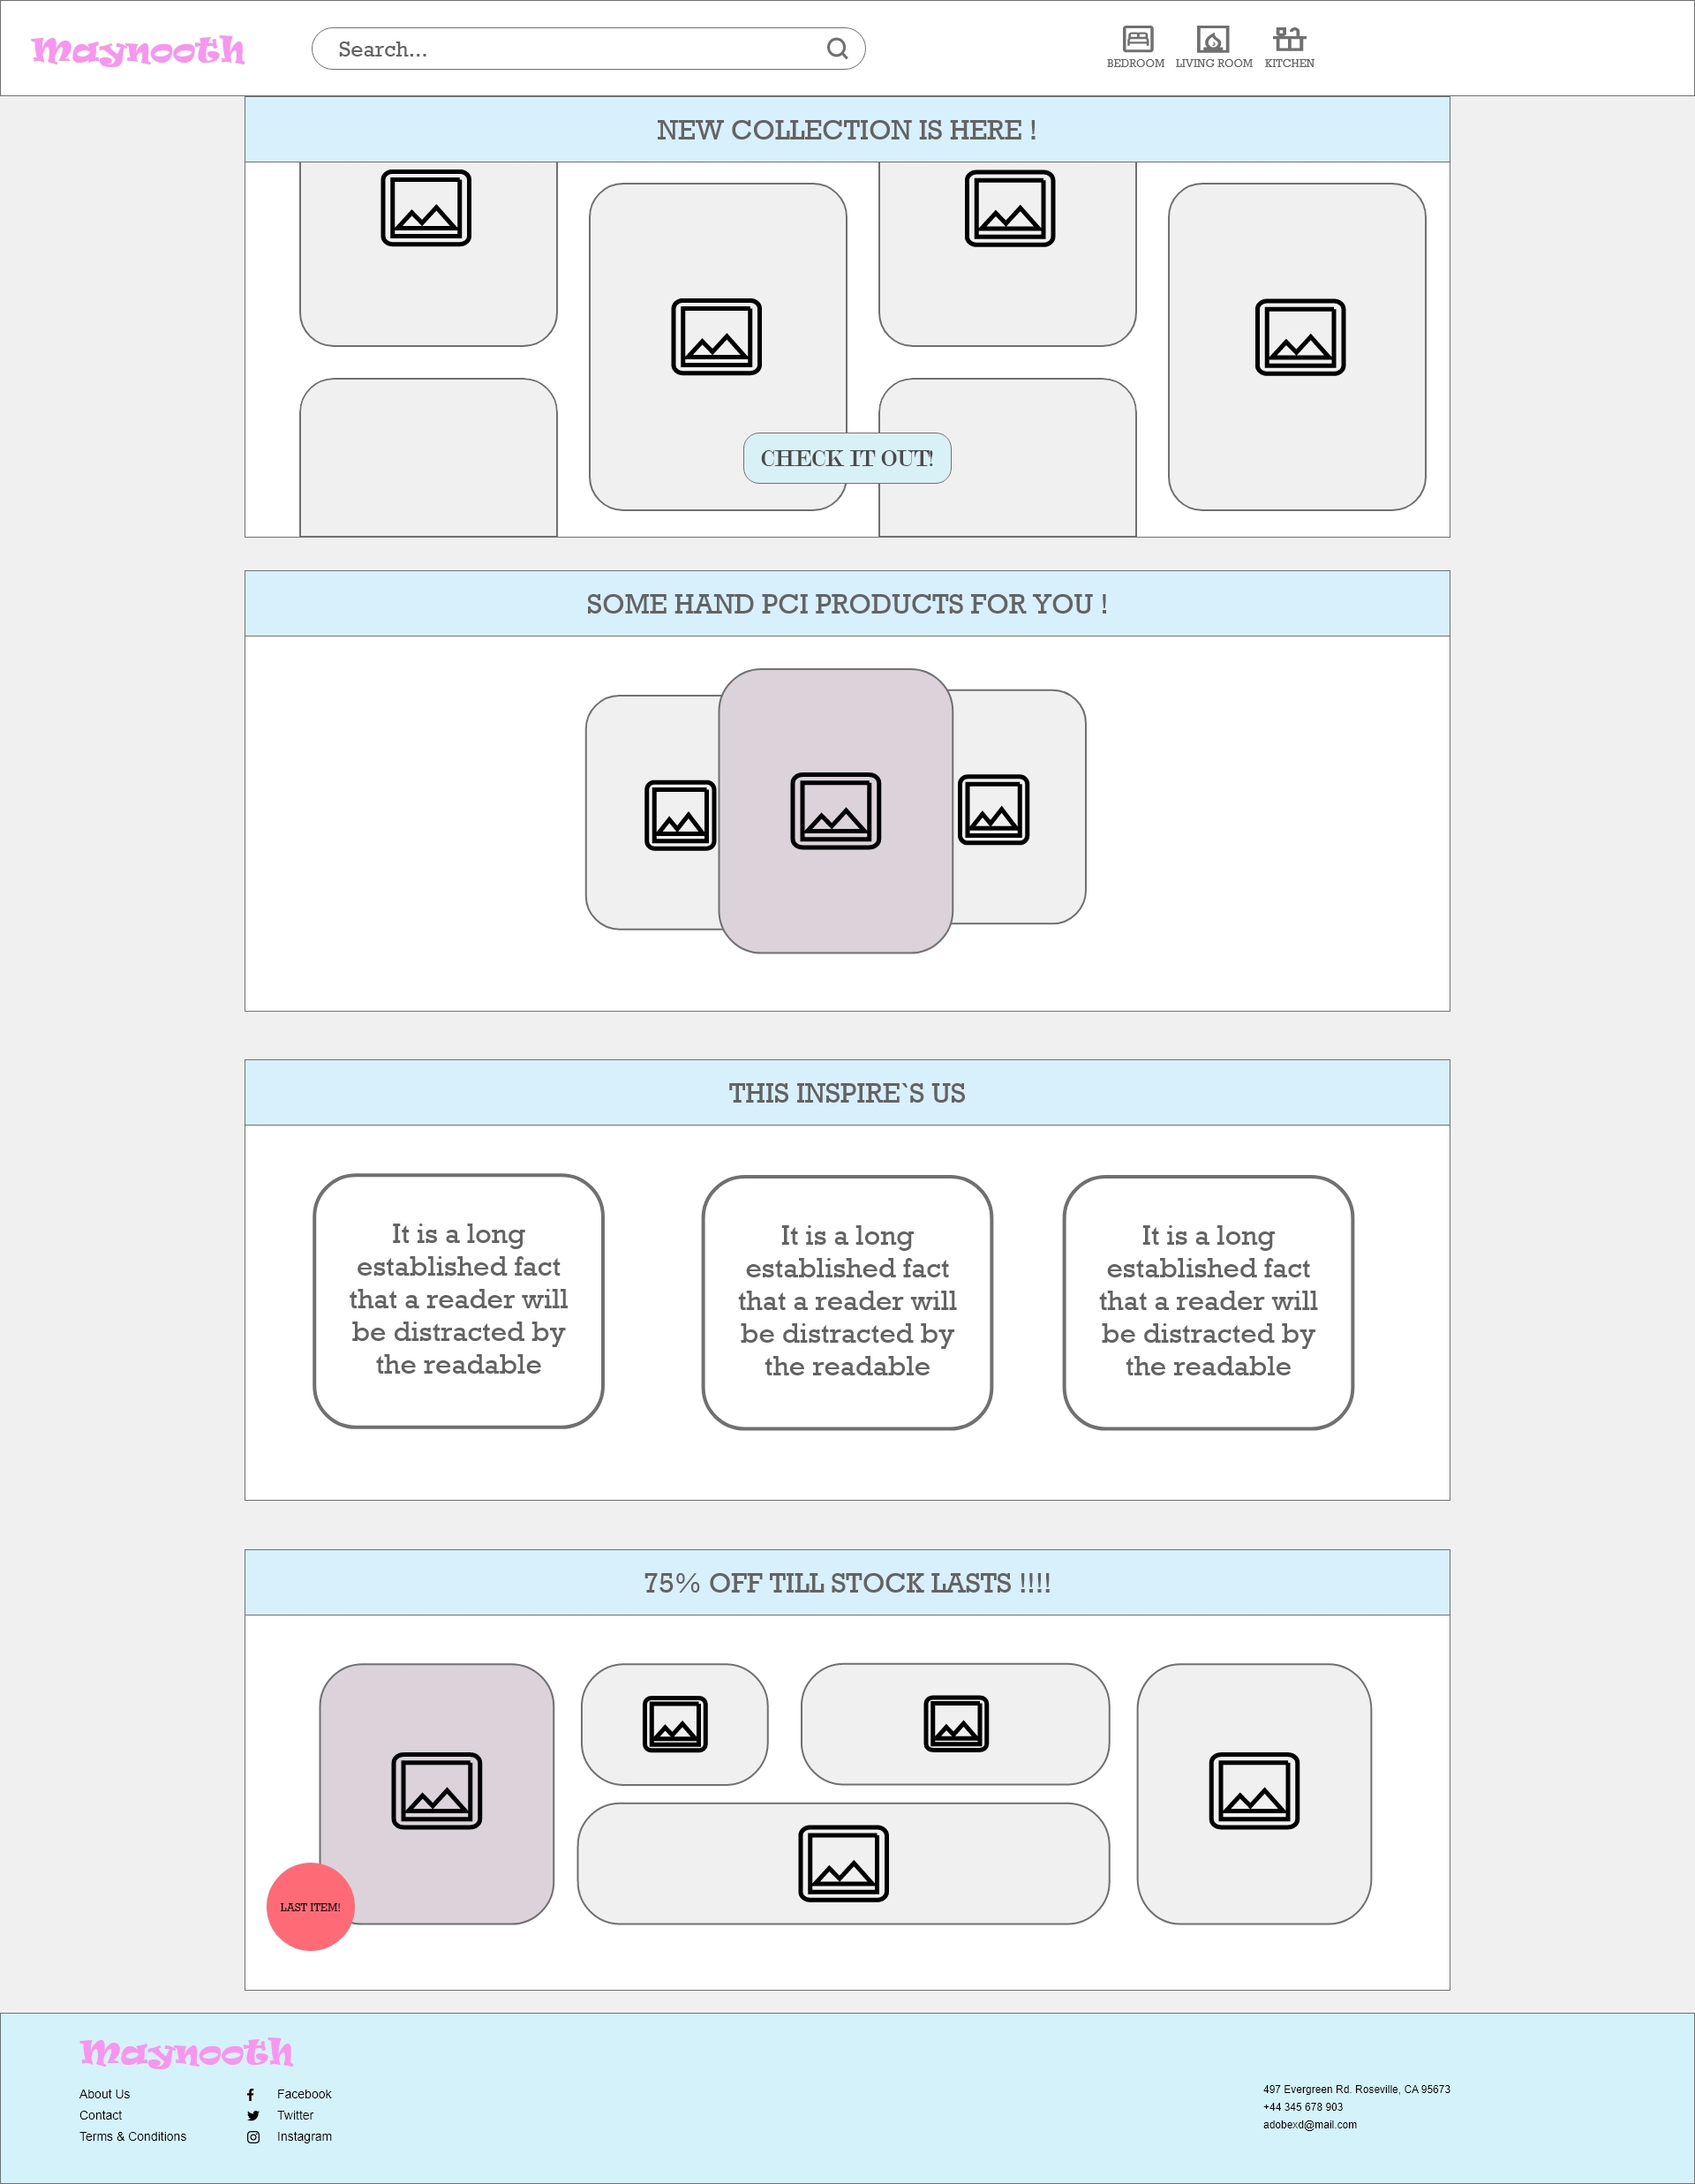 maynooth
Search...
BEDROOM
LIVING ROOM
KITCHEN
NEW COLLECTION IS HERE !
CHECK IT OUT!
SOME HAND PCI PRODUCTS FOR YOU !
THIS INSPIRE`S US
It is a long
established fact
that a reader will
be distracted by
the readable
It is a long
established fact
that a reader will
be distracted by
the readable
It is a long
established fact
that a reader will
be distracted by
the readable
75% OFF TILL STOCK LASTS !!!!
LAST ITEM!
maynooth
About Us
Contact
Terms & Conditions
Facebook
Twitter
Instagram
497 Evergreen Rd. Roseville, CA 95673
+44 345 678 903
adobexd@mail.com